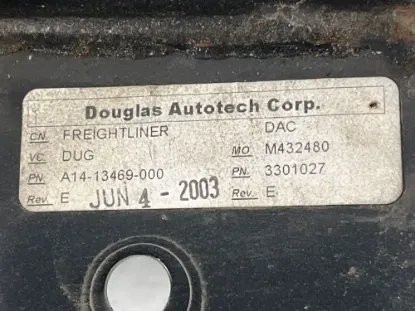 Douglas Autotech Corp.
CN. FREIGHTLINER DAC
VC. DUG MO. M432480
PN. A14-13469-000 PN. 3301027
Rev. E JUN 4 - 2003 Rev. E